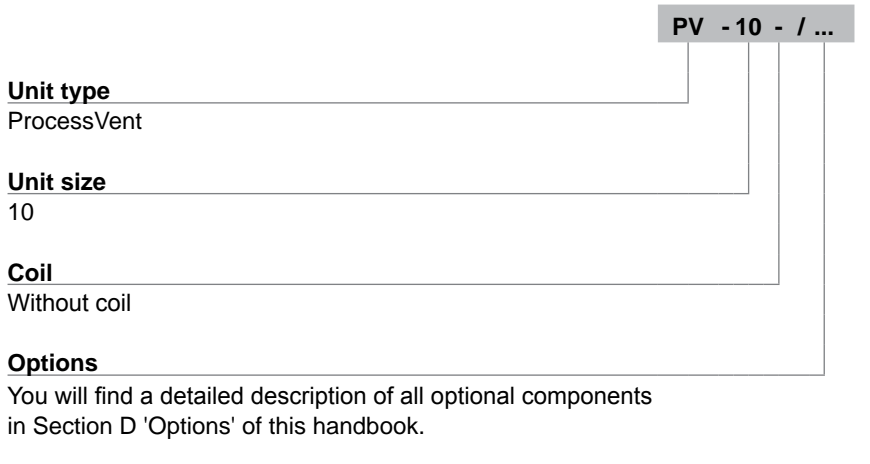 PV - 10 - / ...
Unit type
ProcessVent
Unit size
10
Coil
Without coil
Options
You will find a detailed description of all optional components
in Section D 'Options' of this handbook.